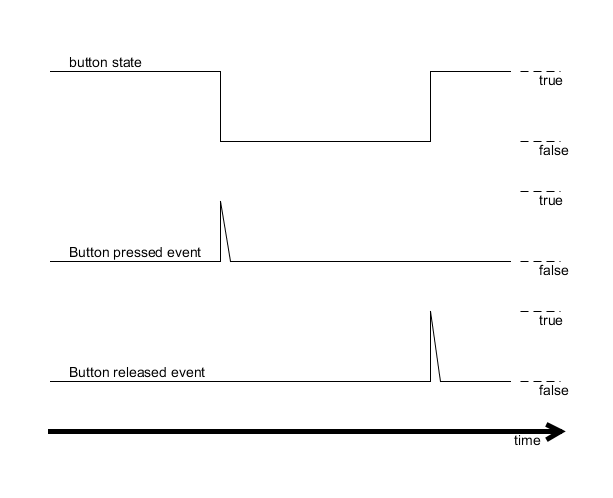 button state
true
false
true
Button pressed event
false
true
Button released event
false
time